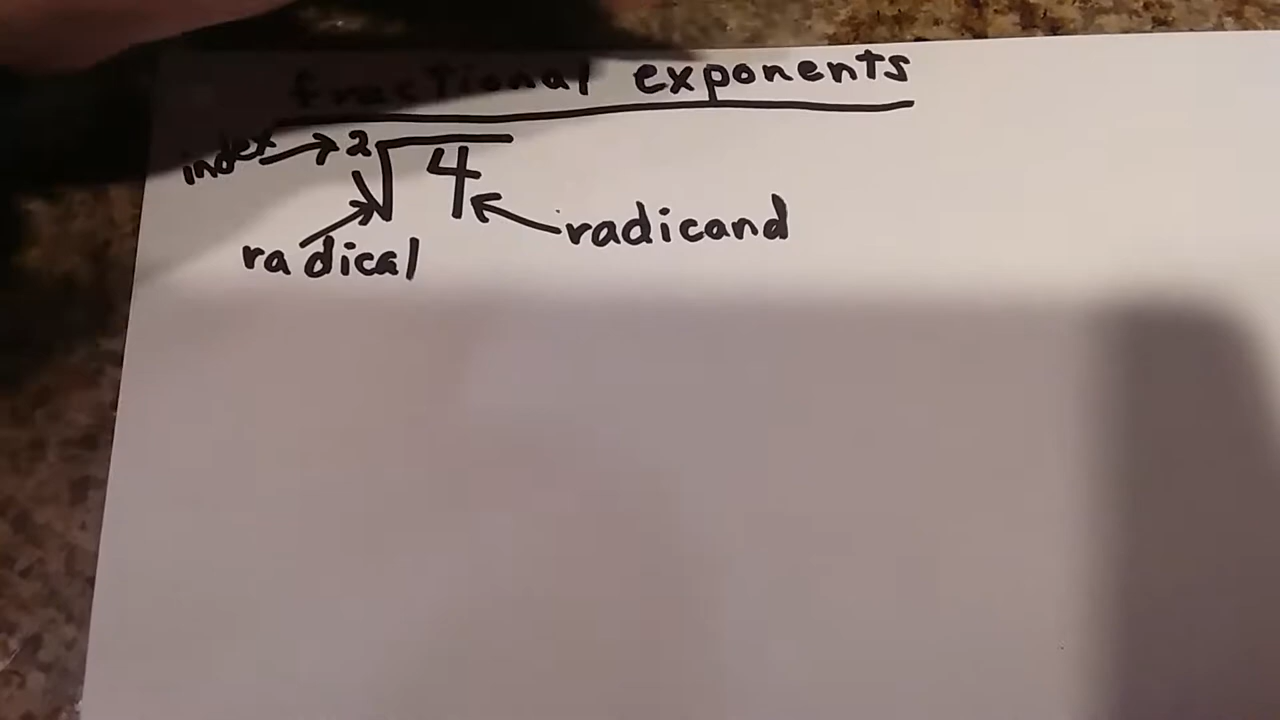 fractional exponents
index → 2√4
radical
radicand